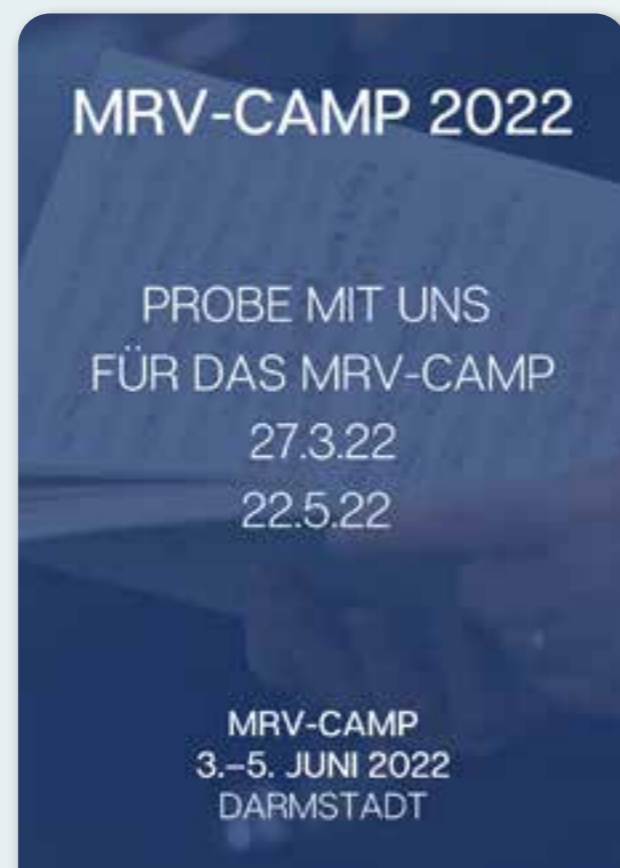 MRV-CAMP 2022
PROBE MIT UNS
FÜR DAS MRV-CAMP
27.3.22
22.5.22
MRV-CAMP
3.–5. JUNI 2022
DARMSTADT